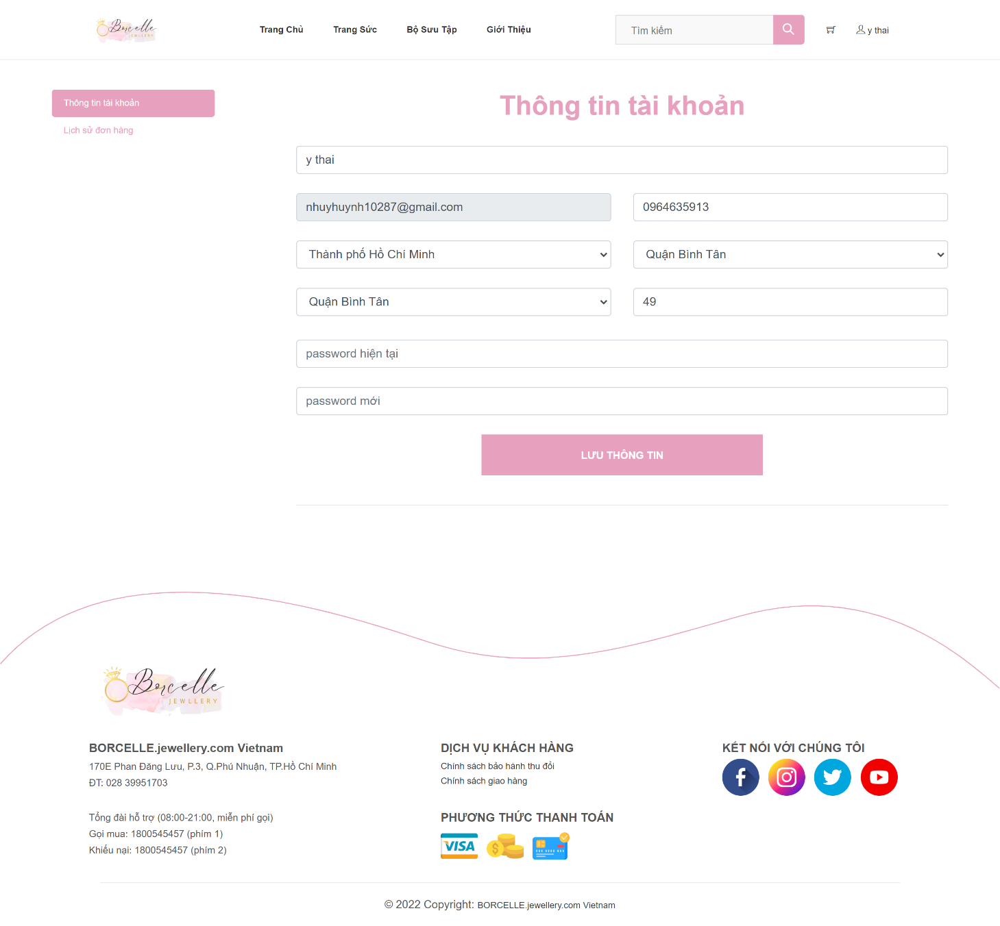 Borcelle
JEWLLERY
Trang Chủ
Trang Sức
Bộ Sưu Tập
Giới Thiệu
Tìm kiếm
y thai
Thông tin tài khoản
Lịch sử đơn hàng
Thông tin tài khoản
y thai
nhuyhuynh10287@gmail.com
0964635913
Thành phố Hồ Chí Minh
Quận Bình Tân
Quận Bình Tân
49
password hiện tại
password mới
LƯU THÔNG TIN
Borcelle
JEWLLERY
BORCELLE.jewellery.com Vietnam
170E Phan Đăng Lưu, P.3, Q.Phú Nhuận, TP.Hồ Chí Minh
ĐT: 028 39951703
Tổng đài hỗ trợ (08:00-21:00, miễn phí gọi)
Gọi mua: 1800545457 (phím 1)
Khiếu nại: 1800545457 (phím 2)
DỊCH VỤ KHÁCH HÀNG
Chính sách bảo hành thu đổi
Chính sách giao hàng
PHƯƠNG THỨC THANH TOÁN
VISA
KẾT NỐI VỚI CHÚNG TÔI
© 2022 Copyright: BORCELLE.jewellery.com Vietnam